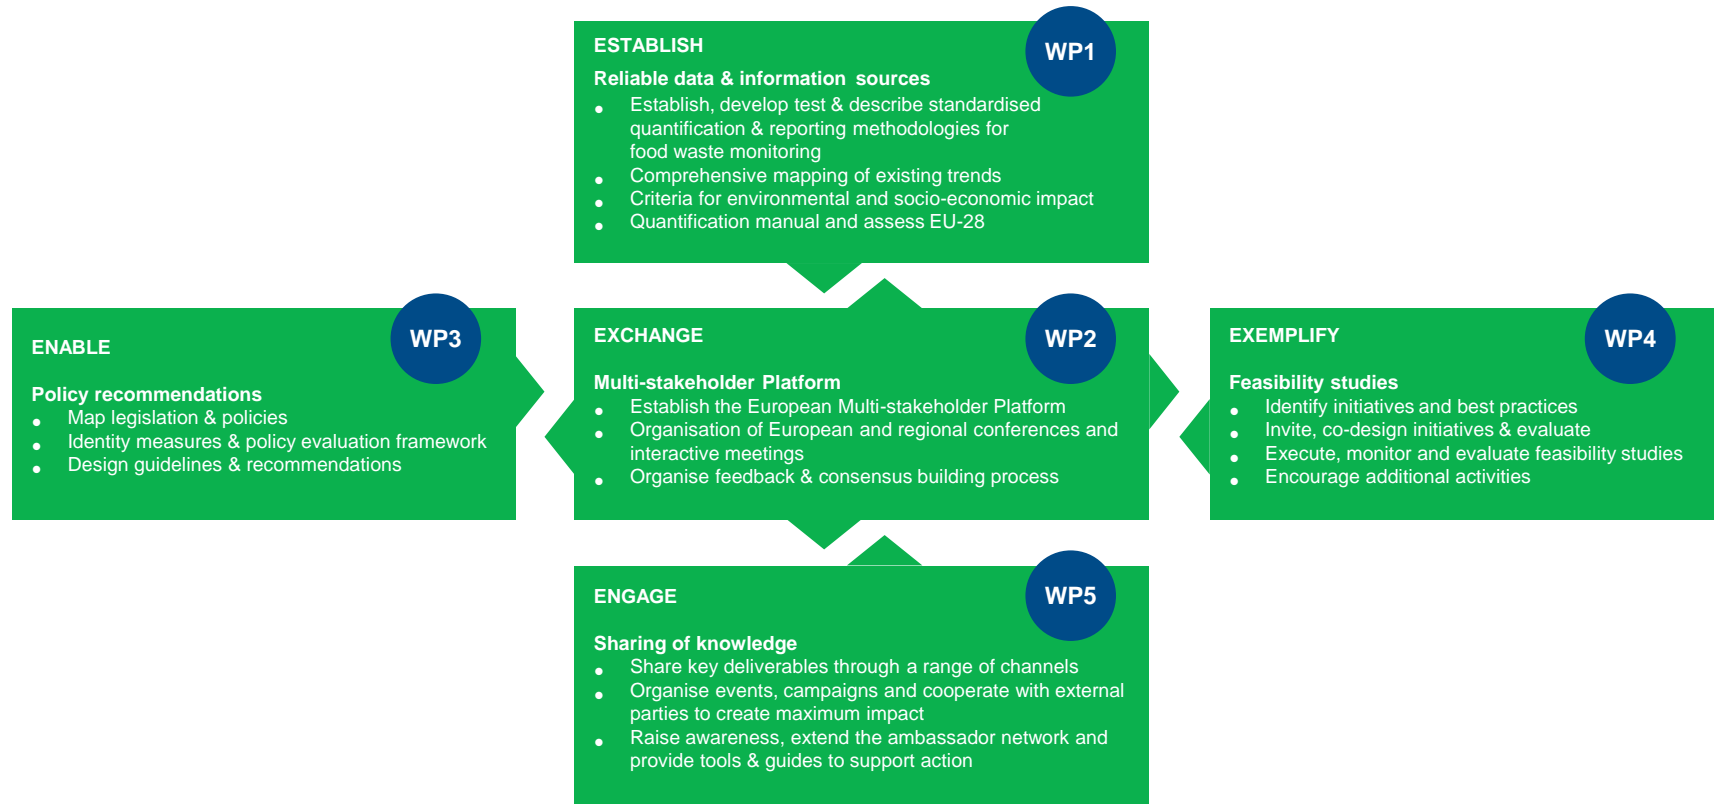 ESTABLISH
WP1
Reliable data & information sources
• Establish, develop test & describe standardised
quantification & reporting methodologies for
food waste monitoring
• Comprehensive mapping of existing trends
• Criteria for environmental and socio-economic impact
• Quantification manual and assess EU-28
ENABLE
WP3
Policy recommendations
• Map legislation & policies
• Identity measures & policy evaluation framework
• Design guidelines & recommendations
EXCHANGE
WP2
Multi-stakeholder Platform
• Establish the European Multi-stakeholder Platform
• Organisation of European and regional conferences and
interactive meetings
• Organise feedback & consensus building process
EXEMPLIFY
WP4
Feasibility studies
• Identify initiatives and best practices
• Invite, co-design initiatives & evaluate
• Execute, monitor and evaluate feasibility studies
• Encourage additional activities
ENGAGE
WP5
Sharing of knowledge
• Share key deliverables through a range of channels
• Organise events, campaigns and cooperate with external
parties to create maximum impact
• Raise awareness, extend the ambassador network and
provide tools & guides to support action